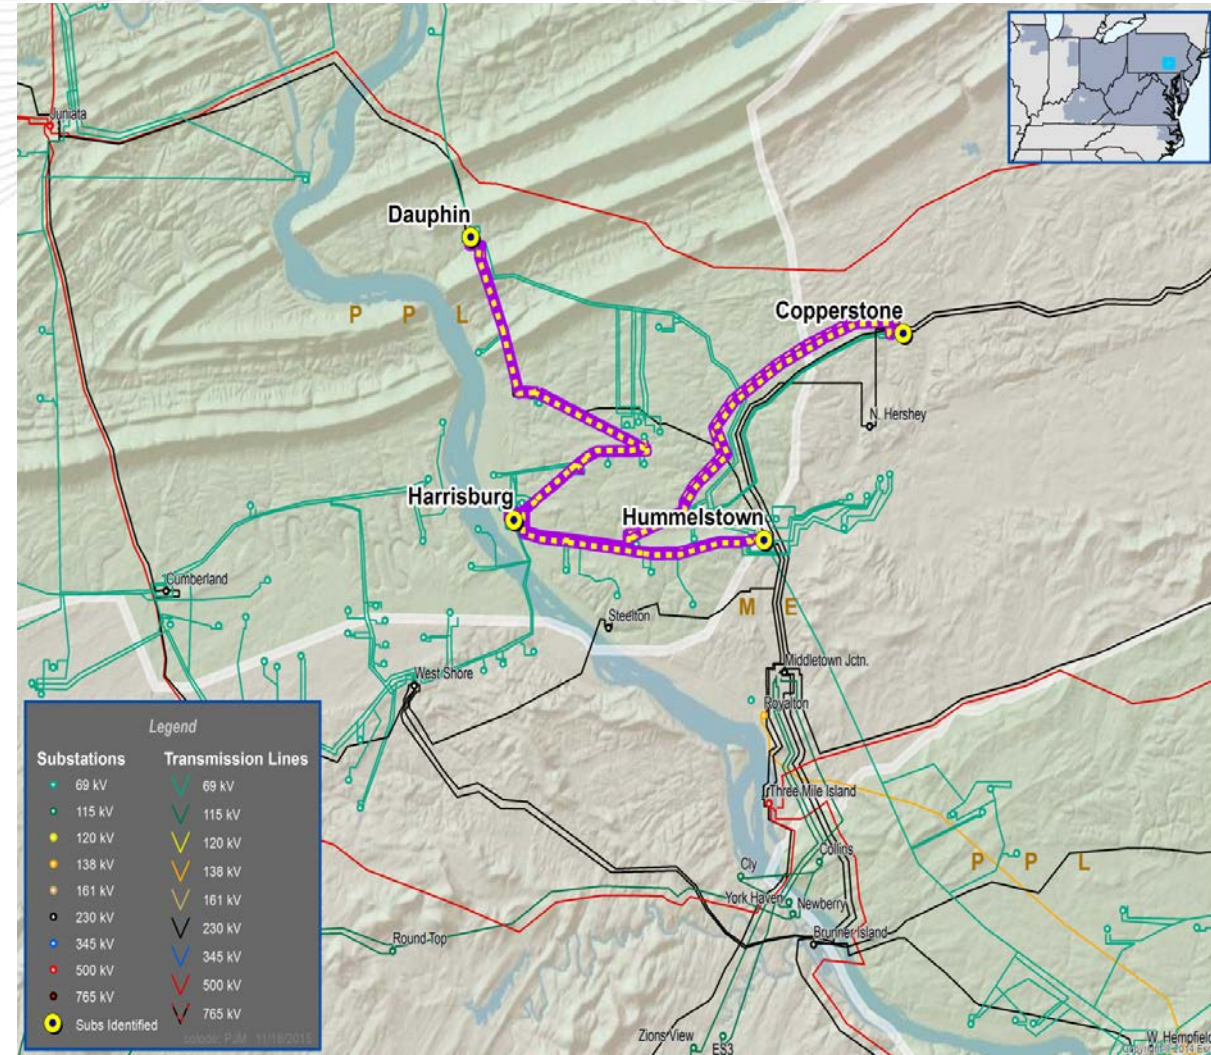 Juniata
Dauphin
P P L
Copperstone
N. Hershey
Harrisburg
Hummelstown
Cumberland
Steelton
M E
West Shore
Middletown Jctn.
Royalton
Three Mile Island
Collins
Cly
York Haven
Newberry
Brunner Island
Round Top
P P L
Zions View
ES3
W. Hempfield
Legend
Substations
69 kV
115 kV
120 kV
138 kV
161 kV
230 kV
345 kV
500 kV
765 kV
Subs Identified
Transmission Lines
69 kV
115 kV
120 kV
138 kV
161 kV
230 kV
345 kV
500 kV
765 kV